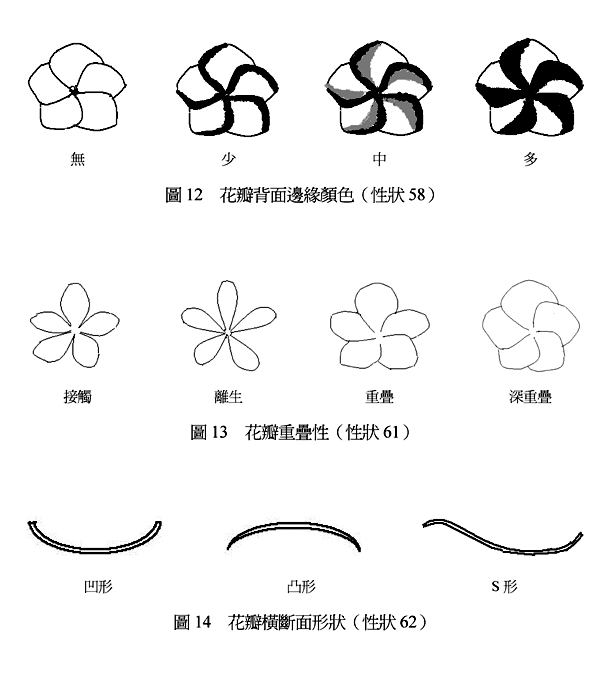 無 少 中 多
圖 12 花瓣背面邊緣顏色（性狀 58）
接觸 離生 重疊 深重疊
圖 13 花瓣重疊性（性狀 61）
凹形 凸形 S 形
圖 14 花瓣橫斷面形狀（性狀 62）